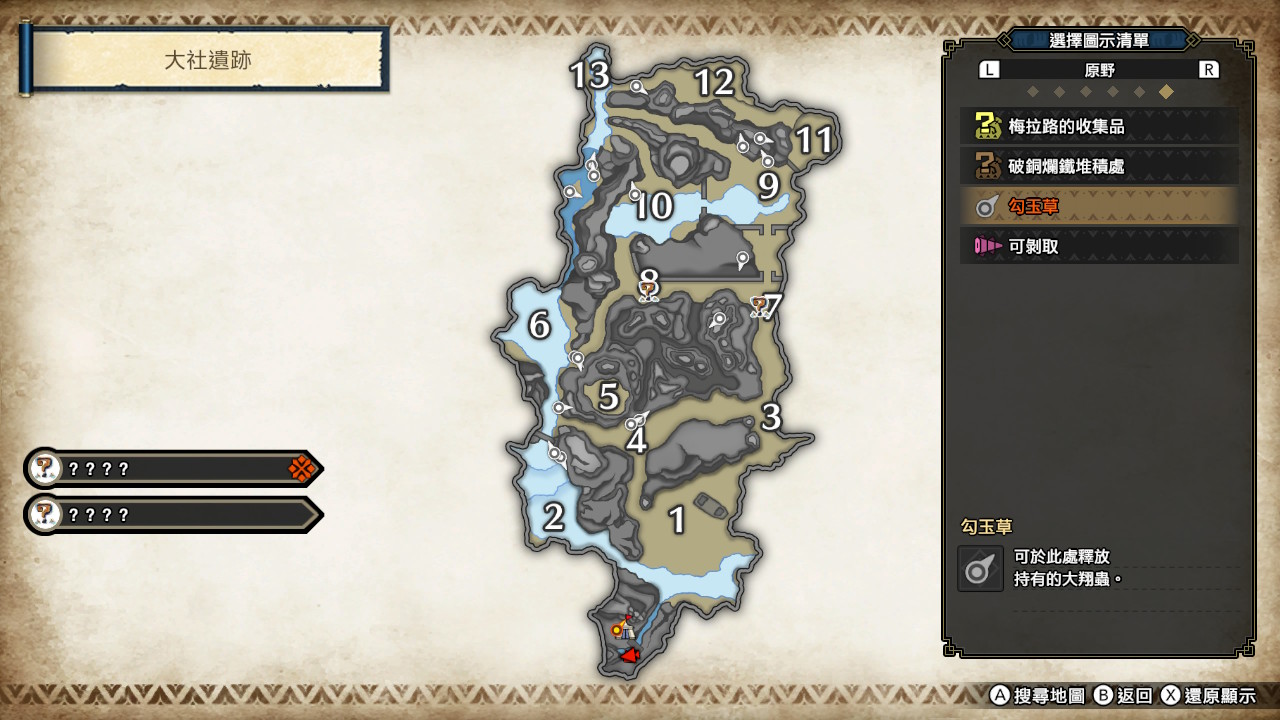 大社遺跡
選擇圖示清單
L 原野 R
梅拉路的收集品
破銅爛鐵堆積處
勾玉草
可剝取
13
12
11
9
10
8
7
6
5
3
4
2
1
????
????
勾玉草
可於此處釋放
持有的大翔蟲。
A 搜尋地圖 B 返回 X 還原顯示